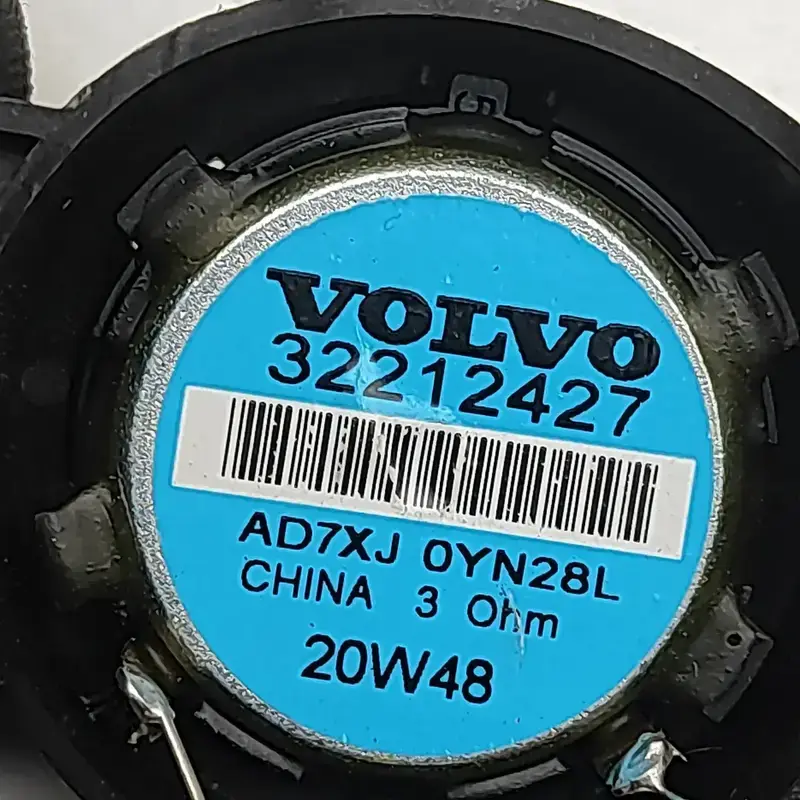 VOLVO
32212427
AD7XJ 0YN28L
CHINA 3 Ohm
20W48